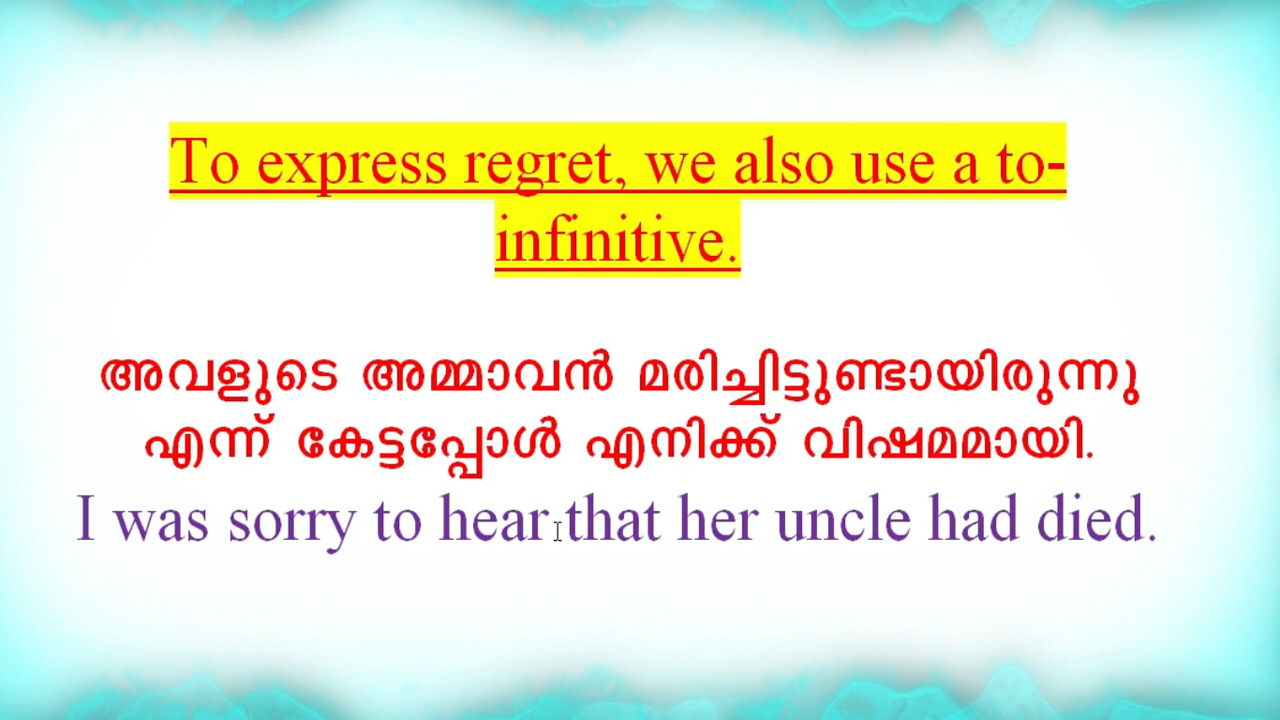 To express regret, we also use a to-
infinitive.
അവളുടെ അമ്മാവൻ മരിച്ചിട്ടുണ്ടായിരുന്നു
എന്ന് കേട്ടപ്പോൾ എനിക്ക് വിഷമമായി.
I was sorry to hear that her uncle had died.